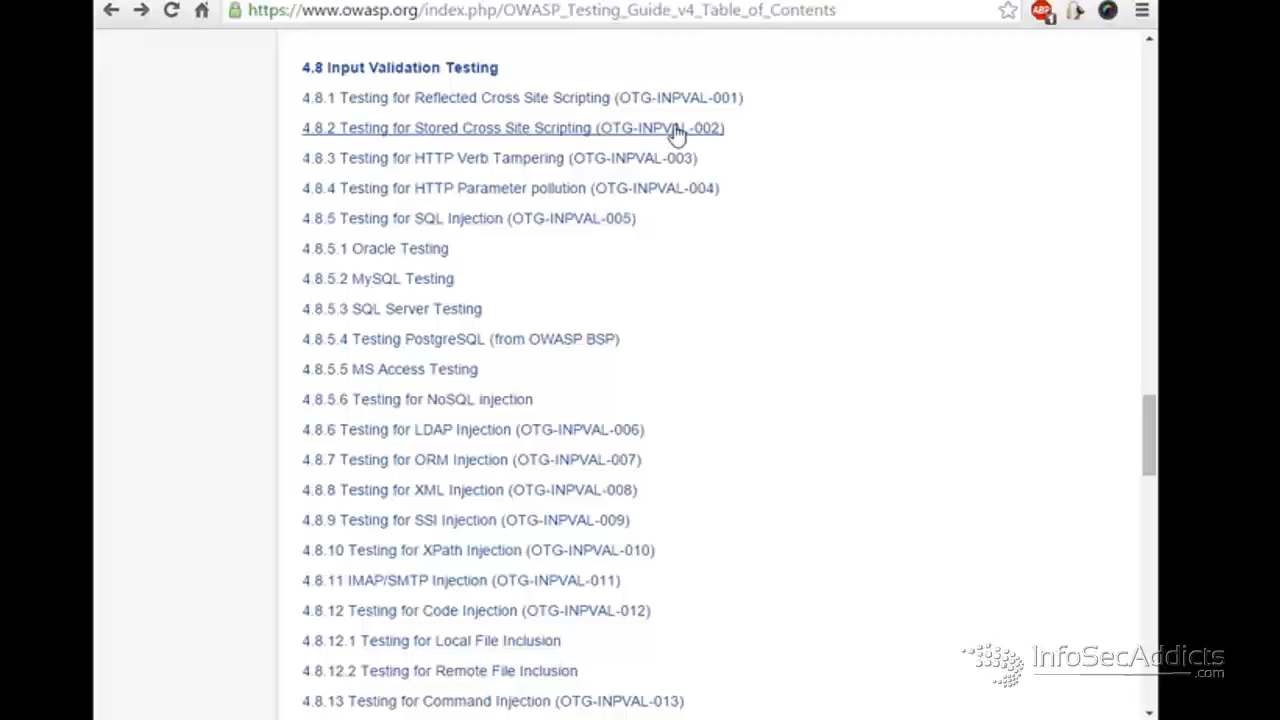 https://www.owasp.org/index.php/OWASP_Testing_Guide_v4_Table_of_Contents
ABP
1
4.8 Input Validation Testing
4.8.1 Testing for Reflected Cross Site Scripting (OTG-INPVAL-001)
4.8.2 Testing for Stored Cross Site Scripting (OTG-INPVAL-002)
4.8.3 Testing for HTTP Verb Tampering (OTG-INPVAL-003)
4.8.4 Testing for HTTP Parameter pollution (OTG-INPVAL-004)
4.8.5 Testing for SQL Injection (OTG-INPVAL-005)
4.8.5.1 Oracle Testing
4.8.5.2 MySQL Testing
4.8.5.3 SQL Server Testing
4.8.5.4 Testing PostgreSQL (from OWASP BSP)
4.8.5.5 MS Access Testing
4.8.5.6 Testing for NoSQL injection
4.8.6 Testing for LDAP Injection (OTG-INPVAL-006)
4.8.7 Testing for ORM Injection (OTG-INPVAL-007)
4.8.8 Testing for XML Injection (OTG-INPVAL-008)
4.8.9 Testing for SSI Injection (OTG-INPVAL-009)
4.8.10 Testing for XPath Injection (OTG-INPVAL-010)
4.8.11 IMAP/SMTP Injection (OTG-INPVAL-011)
4.8.12 Testing for Code Injection (OTG-INPVAL-012)
4.8.12.1 Testing for Local File Inclusion
4.8.12.2 Testing for Remote File Inclusion
4.8.13 Testing for Command Injection (OTG-INPVAL-013)
InfoSecAddicts
.com